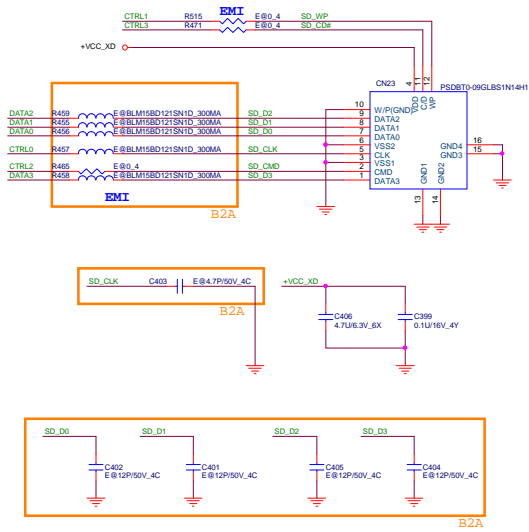 EMI
CTRL1 R515 E@0_4 SD_WP
CTRL3 R471 E@0_4 SD_CD#
+VCC_XD
CN23 PSDBT0-09GLBS1N14H1
4 11 12
VDD C/D WP
10 W/P(GND)
DATA2 R459 E@BLM15BD121SN1D_300MA SD_D2 9 DATA2
DATA1 R455 E@BLM15BD121SN1D_300MA SD_D1 8 DATA1
DATA0 R456 E@BLM15BD121SN1D_300MA SD_D0 7 DATA0
6 VSS2 GND4 16
CTRL0 R457 E@BLM15BD121SN1D_300MA SD_CLK 5 CLK GND3 15
3 VSS1
CTRL2 R465 E@0_4 SD_CMD 2 CMD
DATA3 R458 E@BLM15BD121SN1D_300MA SD_D3 1 DATA3
GND1 GND2
13 14
EMI
B2A
SD_CLK C403 E@4.7P/50V_4C
B2A
+VCC_XD
C406
4.7U/6.3V_6X
C399
0.1U/16V_4Y
SD_D0 SD_D1 SD_D2 SD_D3
C402
E@12P/50V_4C
C401
E@12P/50V_4C
C405
E@12P/50V_4C
C404
E@12P/50V_4C
B2A